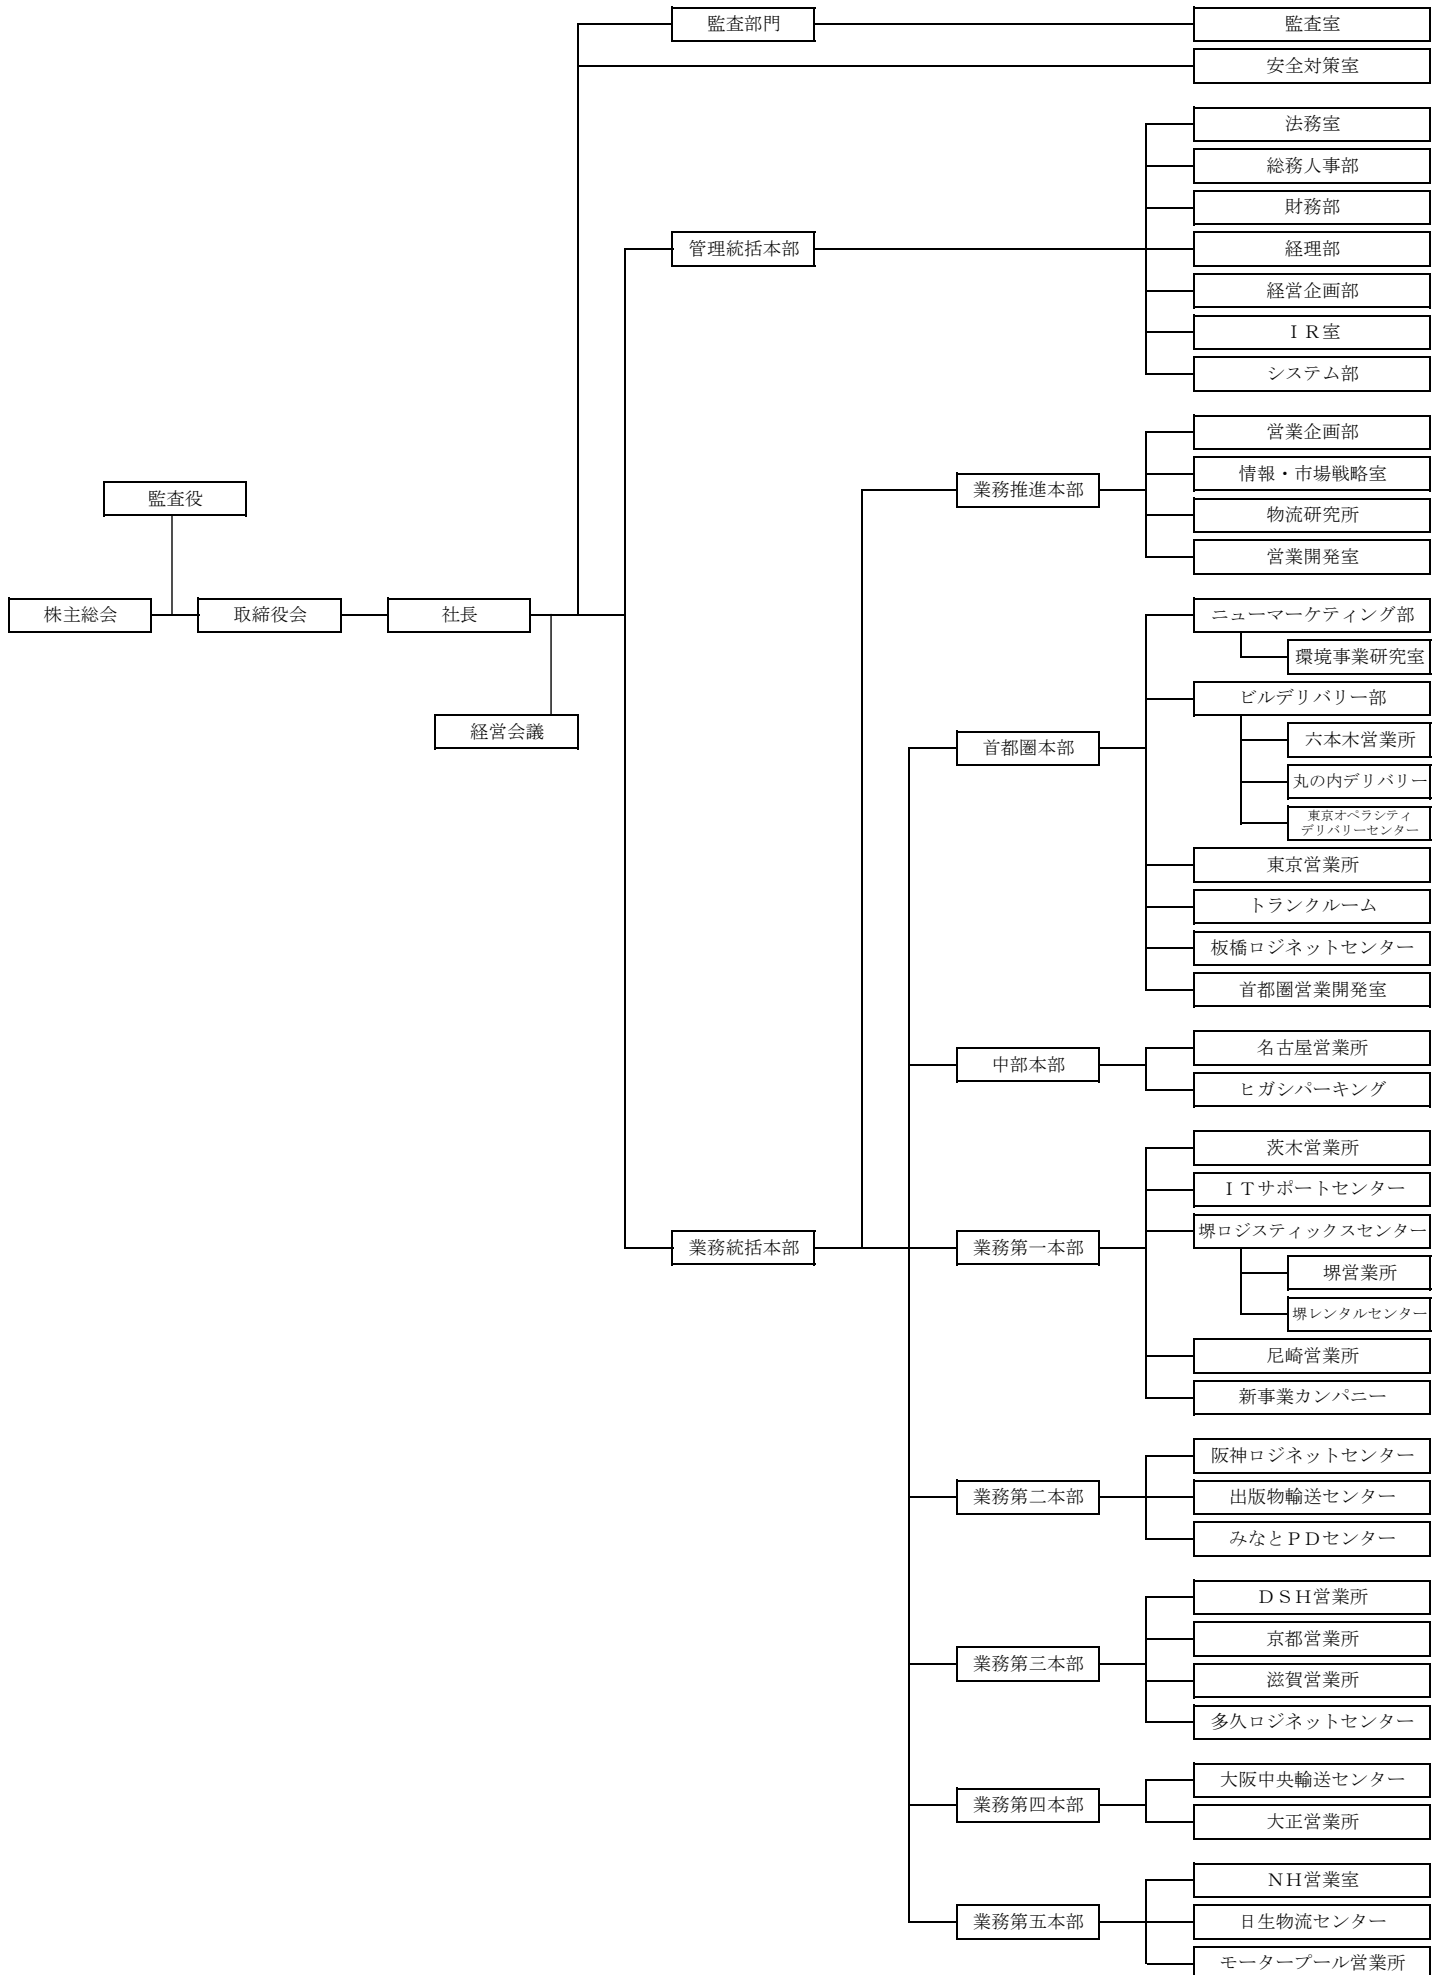 監査部門
監査室
安全対策室
法務室
総務人事部
財務部
管理統括本部
経理部
経営企画部
ＩＲ室
システム部
営業企画部
情報・市場戦略室
業務推進本部
物流研究所
営業開発室
監査役
株主総会
取締役会
社長
経営会議
ニューマーケティング部
環境事業研究室
ビルデリバリー部
首都圏本部
六本木営業所
丸の内デリバリー
東京オペラシティ
デリバリーセンター
東京営業所
トランクルーム
板橋ロジネットセンター
首都圏営業開発室
中部本部
名古屋営業所
ヒガシパーキング
茨木営業所
ＩＴサポートセンター
堺ロジスティックスセンター
業務統括本部
業務第一本部
堺営業所
堺レンタルセンター
尼崎営業所
新事業カンパニー
阪神ロジネットセンター
業務第二本部
出版物輸送センター
みなとＰＤセンター
ＤＳＨ営業所
京都営業所
業務第三本部
滋賀営業所
多久ロジネットセンター
大阪中央輸送センター
業務第四本部
大正営業所
ＮＨ営業室
業務第五本部
日生物流センター
モータープール営業所